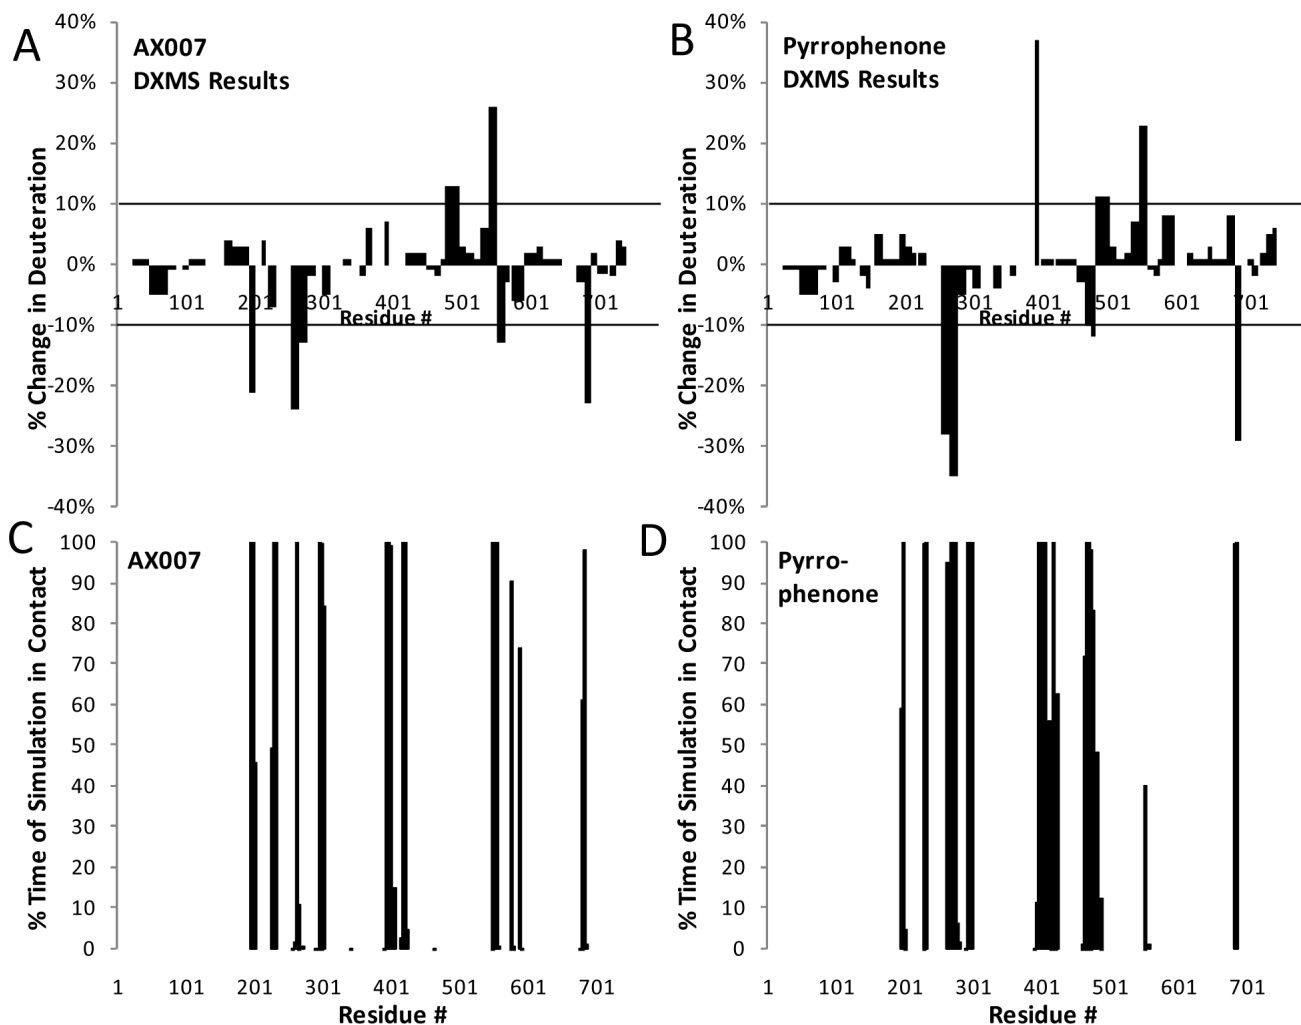 A
AX007
DXMS Results
% Change in Deuteration
40%
30%
20%
10%
0%
-10%
-20%
-30%
-40%
1 101 201 301 401 501 601 701
Residue #
B
Pyrrophenone
DXMS Results
% Change in Deuteration
40%
30%
20%
10%
0%
-10%
-20%
-30%
-40%
1 101 201 301 401 501 601 701
Residue #
C
AX007
% Time of Simulation in Contact
100
90
80
70
60
50
40
30
20
10
0
1 101 201 301 401 501 601 701
Residue #
D
Pyrro-
phenone
% Time of Simulation in Contact
100
90
80
70
60
50
40
30
20
10
0
1 101 201 301 401 501 601 701
Residue #